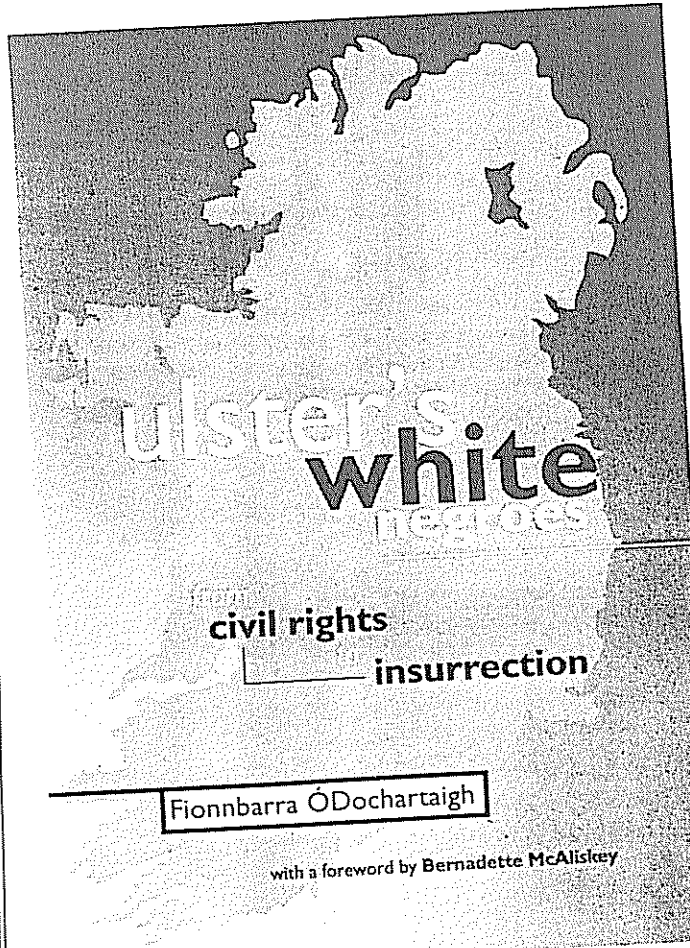 ulster's
white
negroes
from
civil rights
insurrection
Fionnbarra ÓDochartaigh
with a foreword by Bernadette McAliskey